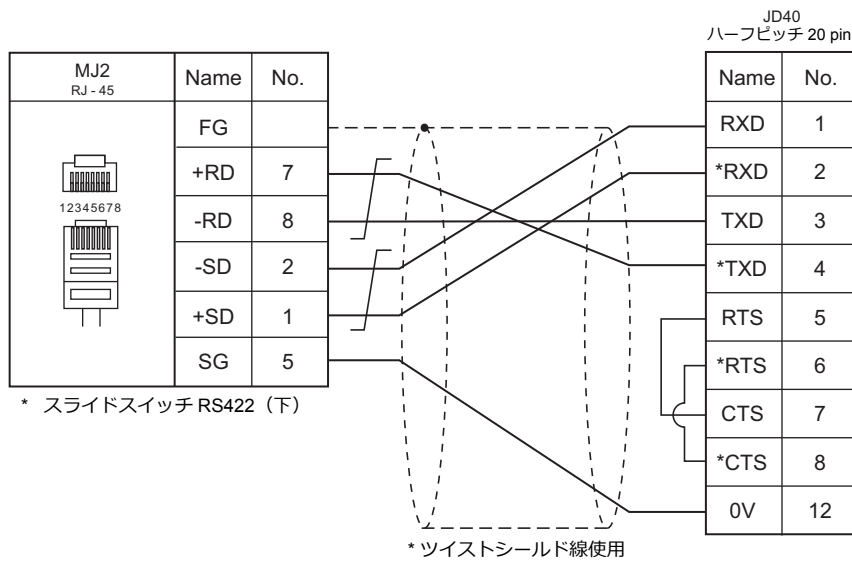 JD40
ハーフピッチ 20 pin
MJ2
RJ - 45
Name No.
FG
+RD 7
-RD 8
-SD 2
+SD 1
SG 5
12345678
* スライドスイッチ RS422（下）
Name No.
RXD 1
*RXD 2
TXD 3
*TXD 4
RTS 5
*RTS 6
CTS 7
*CTS 8
0V 12
* ツイストシールド線使用